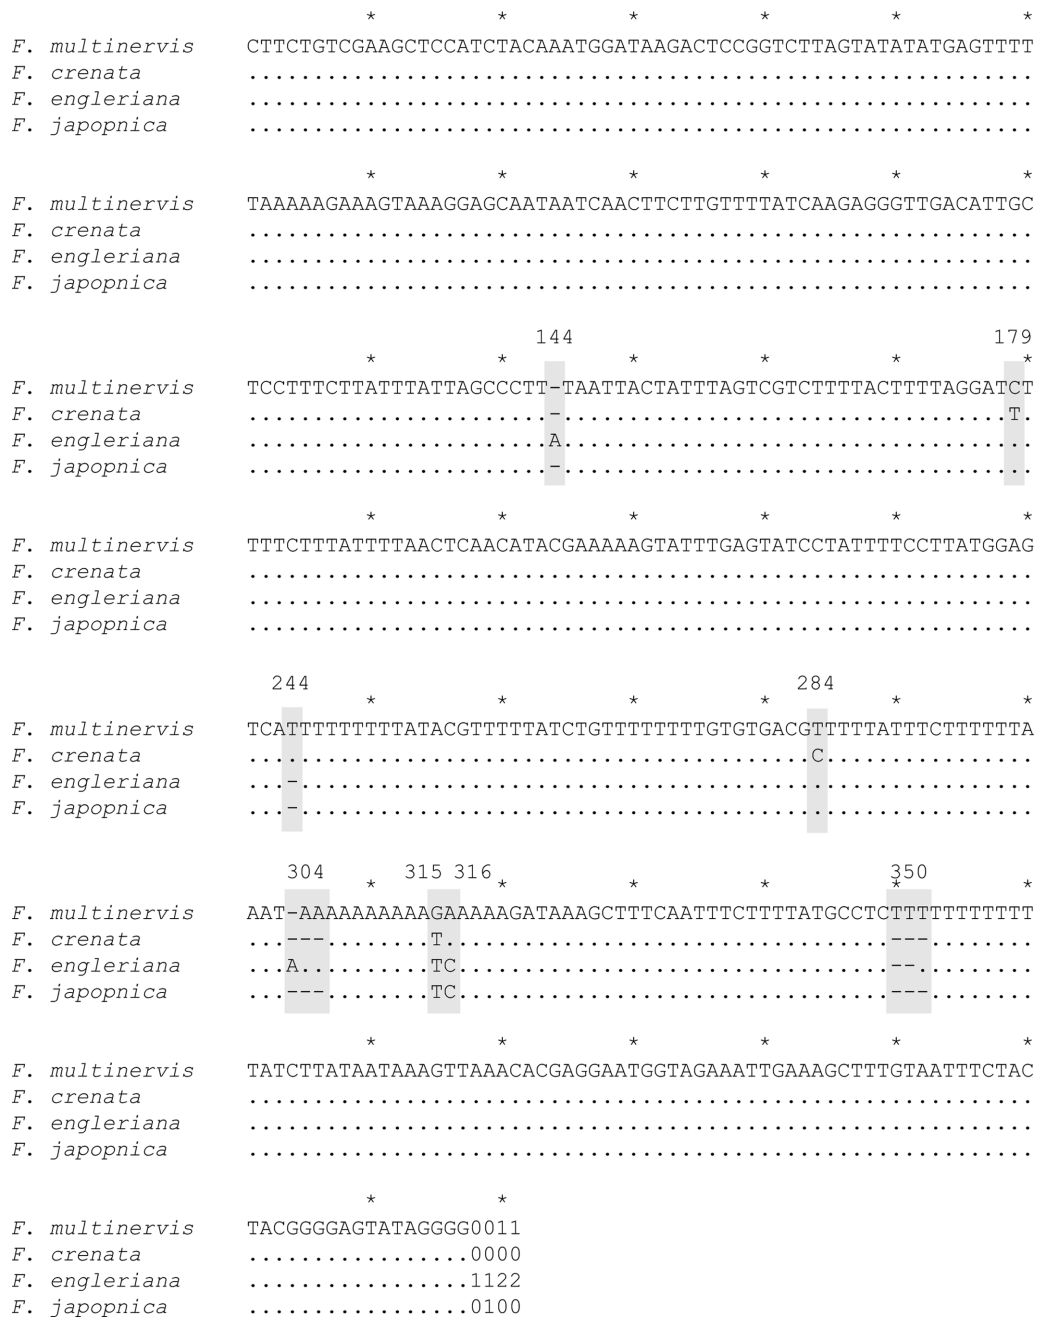 * * * * * *
F. multinervis CTTCTGTCGAAGCTCCATCTACAAATGGATAAGACTCCGGTCTTAGTATATATGAGTTTT
F. crenata ............................................................
F. engleriana ............................................................
F. japopnica ............................................................
* * * * * *
F. multinervis TAAAAAGAAAGTAAAGGAGCAATAATCAACTTCTTGTTTTATCAAGAGGGTTGACATTGC
F. crenata ............................................................
F. engleriana ............................................................
F. japopnica ............................................................
144 179
* * * * * *
F. multinervis TCCTTTCTTATTTATTAGCCCTT-TAATTACTATTTAGTCGTCTTTTACTTTTAGGATCT
F. crenata .......................-..................................T.
F. engleriana .......................A....................................
F. japopnica .......................-....................................
* * * * * *
F. multinervis TTTCTTTATTTTAACTCAACATACGAAAAAGTATTTGAGTATCCTATTTTCCTTATGGAG
F. crenata ............................................................
F. engleriana ............................................................
F. japopnica ............................................................
244 284
* * * * * *
F. multinervis TCATTTTTTTTTATACGTTTTTATCTGTTTTTTTTGTGTGACGTTTTTATTTCTTTTTTA
F. crenata ...........................................C................
F. engleriana ...-........................................................
F. japopnica ...-........................................................
304 315 316 350
* * * * * *
F. multinervis AAT-AAAAAAAAAAGAAAAAGATAAAGCTTTCAATTTCTTTTATGCCTCTTTTTTTTTTT
F. crenata ...---........T..................................---........
F. engleriana ...A..........TC.................................--.........
F. japopnica ...---........TC.................................---........
* * * * * *
F. multinervis TATCTTATAATAAAGTTAAACACGAGGAATGGTAGAAATTGAAAGCTTTGTAATTTCTAC
F. crenata ............................................................
F. engleriana ............................................................
F. japopnica ............................................................
* *
F. multinervis TACGGGGAGTATAGGGG0011
F. crenata .................0000
F. engleriana .................1122
F. japopnica .................0100